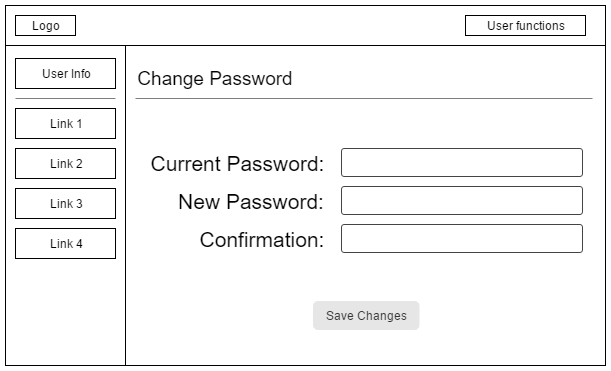 Logo
User functions
User Info
Link 1
Link 2
Link 3
Link 4
Change Password
Current Password:
New Password:
Confirmation:
Save Changes